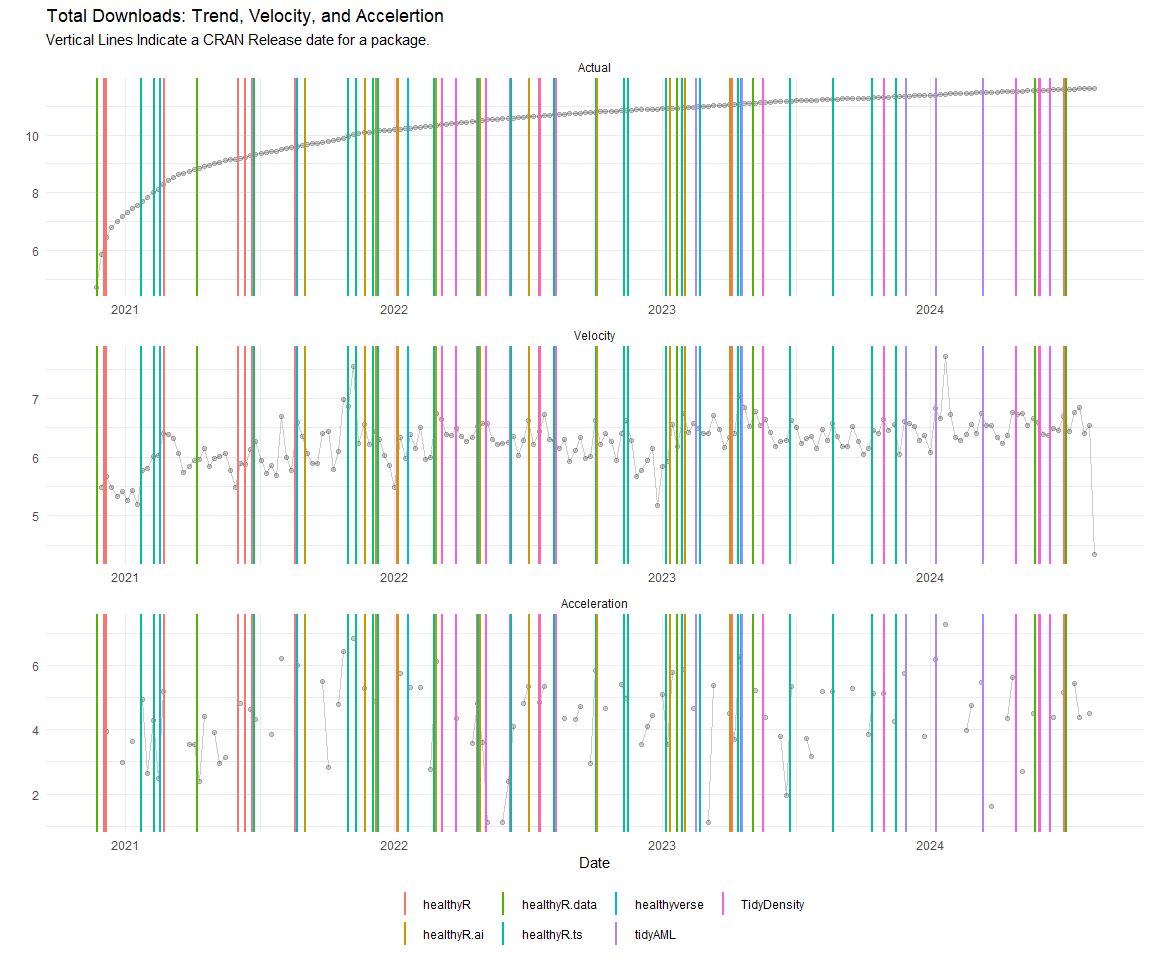 Total Downloads: Trend, Velocity, and Accelertion
Vertical Lines Indicate a CRAN Release date for a package.
Actual
10
8
6
2021 2022 2023 2024
Velocity
7
6
5
2021 2022 2023 2024
Acceleration
6
4
2
2021 2022 2023 2024
Date
healthyR healthyR.data healthyverse TidyDensity
healthyR.ai healthyR.ts tidyAML